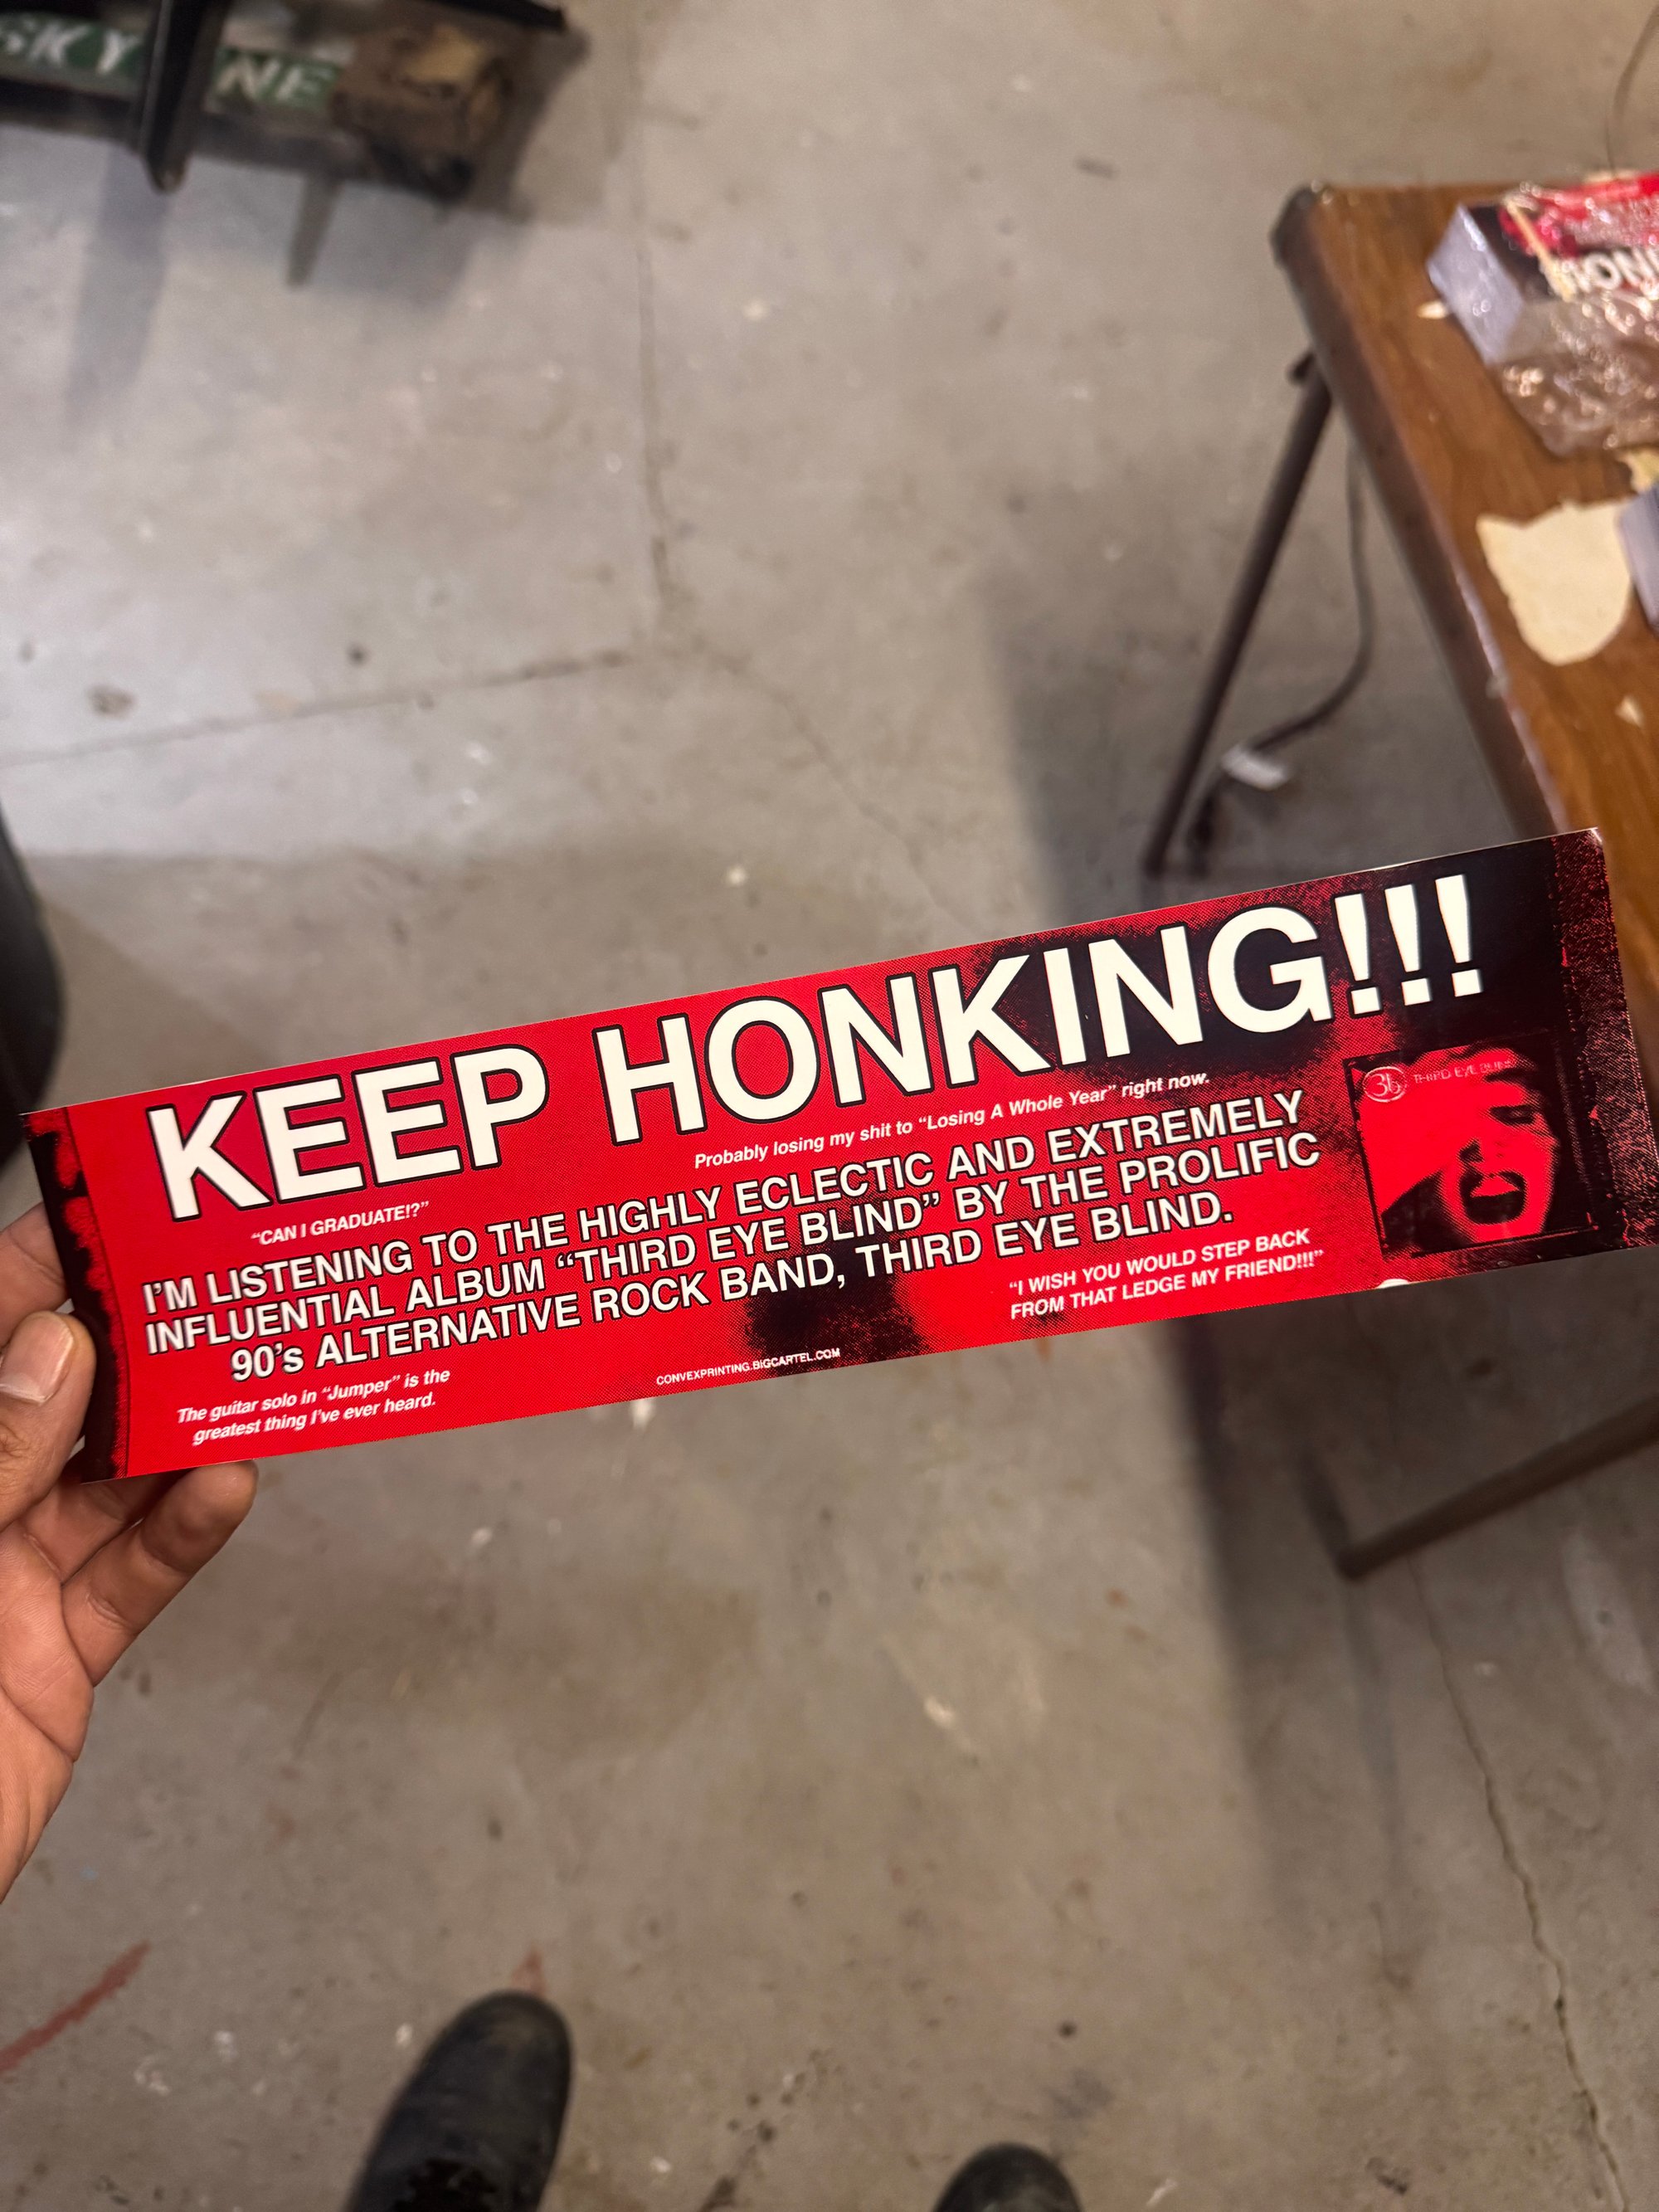 KEEP HONKING!!!
Probably losing my shit to “Losing A Whole Year” right now.
“CAN I GRADUATE!?”
I’M LISTENING TO THE HIGHLY ECLECTIC AND EXTREMELY
INFLUENTIAL ALBUM “THIRD EYE BLIND” BY THE PROLIFIC
90’s ALTERNATIVE ROCK BAND, THIRD EYE BLIND.
“I WISH YOU WOULD STEP BACK
FROM THAT LEDGE MY FRIEND!!!”
The guitar solo in “Jumper” is the
greatest thing I’ve ever heard.
CONVEXPRINTING.BIGCARTEL.COM
THIRD EYE BLIND